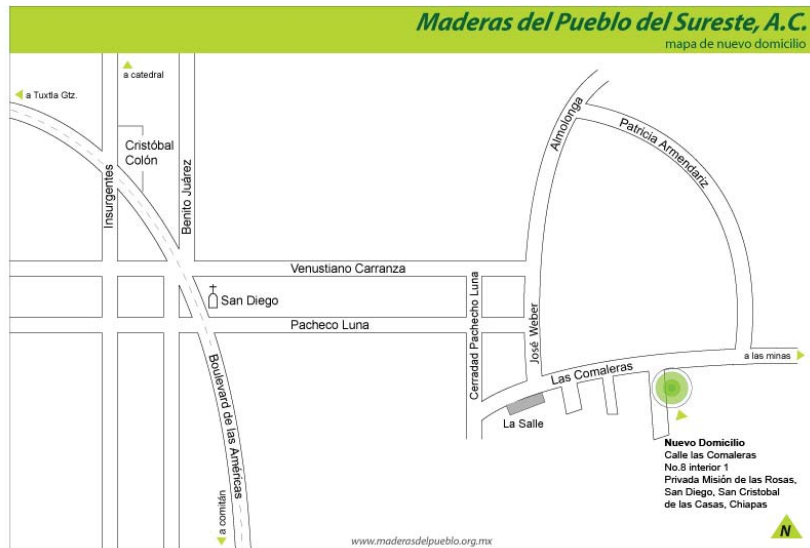 Maderas del Pueblo del Sureste, A.C.
mapa de nuevo domicilio
a catedral
a Tuxtla Gtz.
Cristóbal
Colón
Insurgentes
Benito Juárez
Almolonga
Patricia Armendariz
Venustiano Carranza
San Diego
Pacheco Luna
Cerradad Pachecho Luna
José Weber
a las minas
Las Comaleras
La Salle
Boulevard de las Américas
a comitán
Nuevo Domicilio
Calle las Comaleras
No.8 interior 1
Privada Misión de las Rosas,
San Diego, San Cristobal
de las Casas, Chiapas
N
www.maderasdelpueblo.org.mx